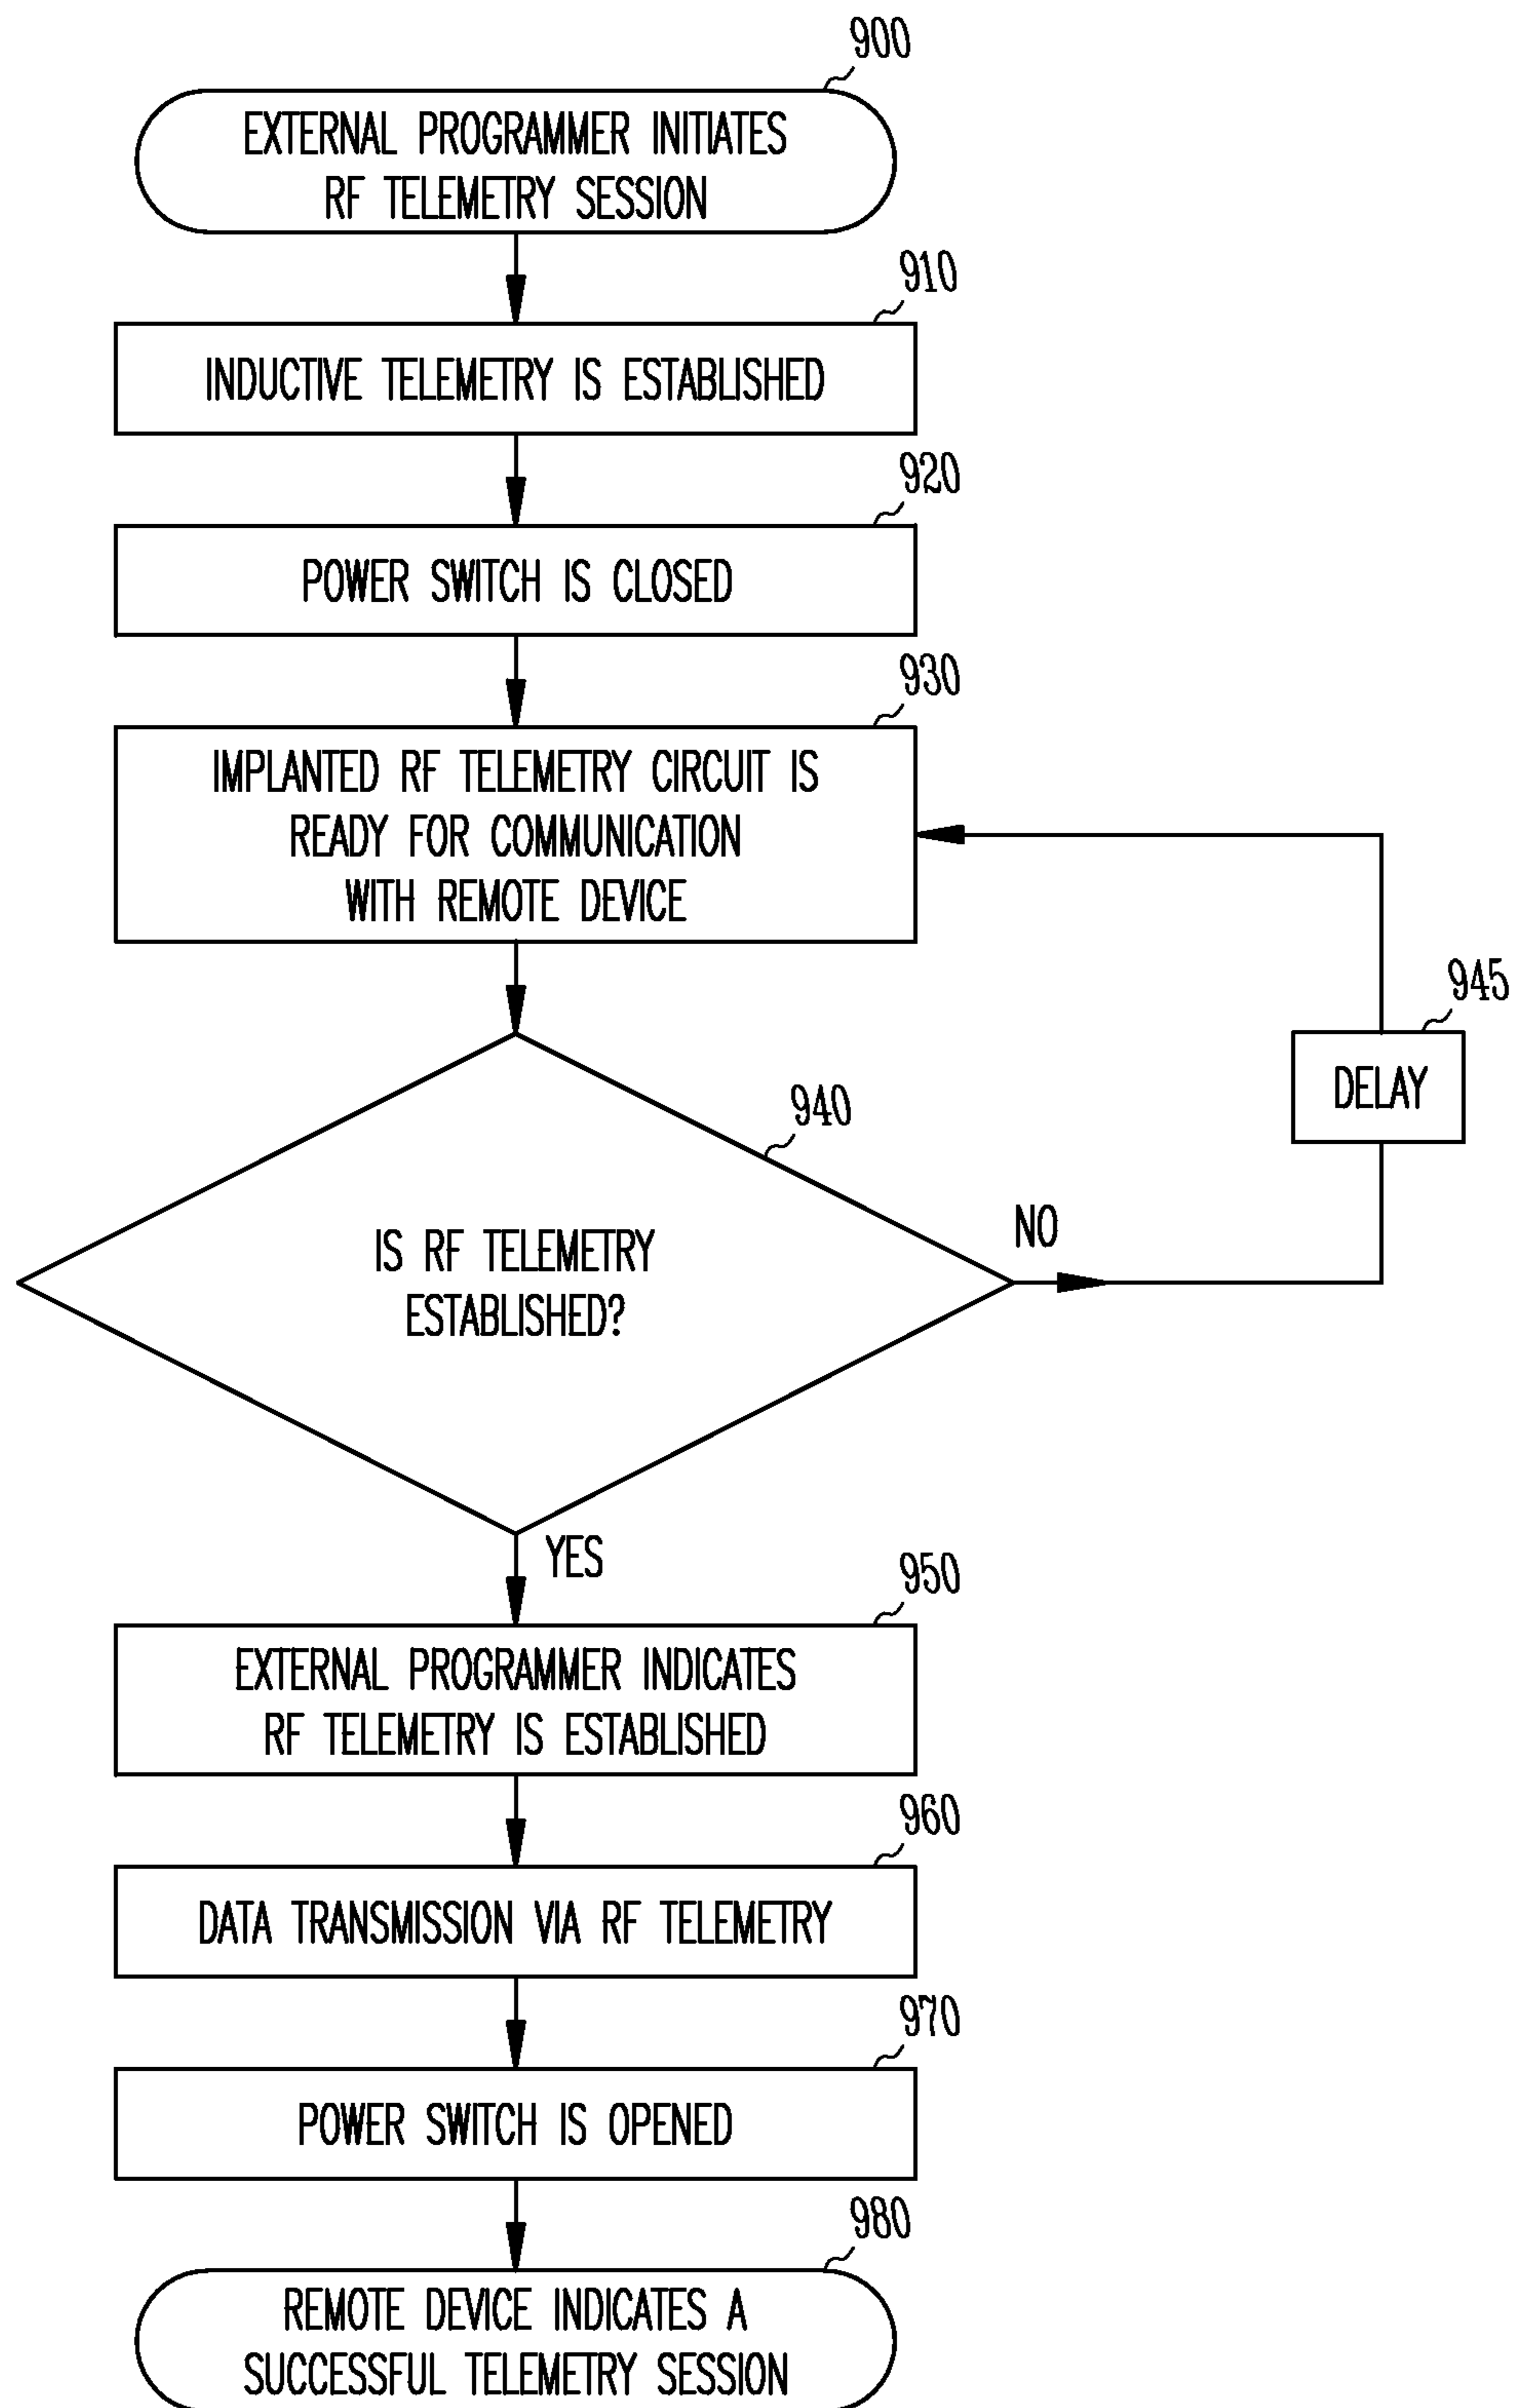 900
EXTERNAL PROGRAMMER INITIATES
RF TELEMETRY SESSION
910
INDUCTIVE TELEMETRY IS ESTABLISHED
920
POWER SWITCH IS CLOSED
930
IMPLANTED RF TELEMETRY CIRCUIT IS
READY FOR COMMUNICATION
WITH REMOTE DEVICE
945
DELAY
940
NO
IS RF TELEMETRY
ESTABLISHED?
YES
950
EXTERNAL PROGRAMMER INDICATES
RF TELEMETRY IS ESTABLISHED
960
DATA TRANSMISSION VIA RF TELEMETRY
970
POWER SWITCH IS OPENED
980
REMOTE DEVICE INDICATES A
SUCCESSFUL TELEMETRY SESSION